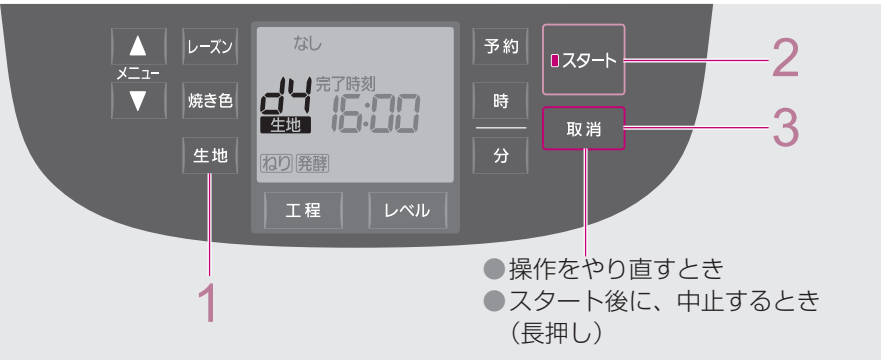 ▲
メニュー
▼
レーズン
焼き色
生地
なし
d4
完了時刻
16:00
生地
ねり 発酵
工程
レベル
予約
時
分
スタート
取消
1
2
3
●操作をやり直すとき
●スタート後に、中止するとき
(長押し)